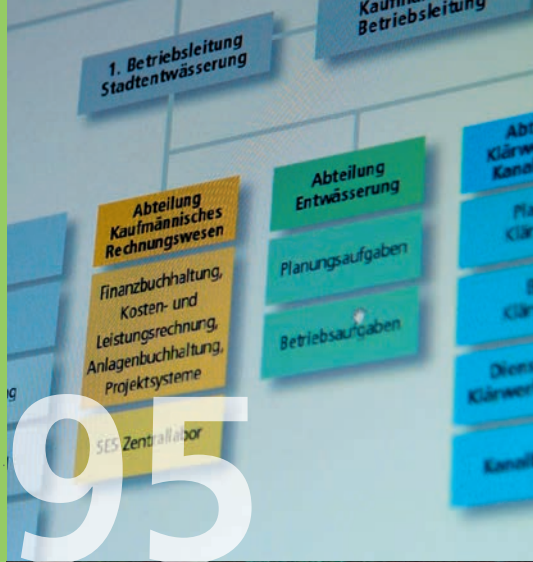 1. Betriebsleitung
Stadtentwässerung
Betriebsleitung
Abteilung
Kaufmännisches
Rechnungswesen
Finanzbuchhaltung,
Kosten- und
Leistungsrechnung,
Anlagenbuchhaltung,
Projektsysteme
SES Zentrallabor
Abteilung
Entwässerung
Planungsaufgaben
Betriebsaufgaben
95